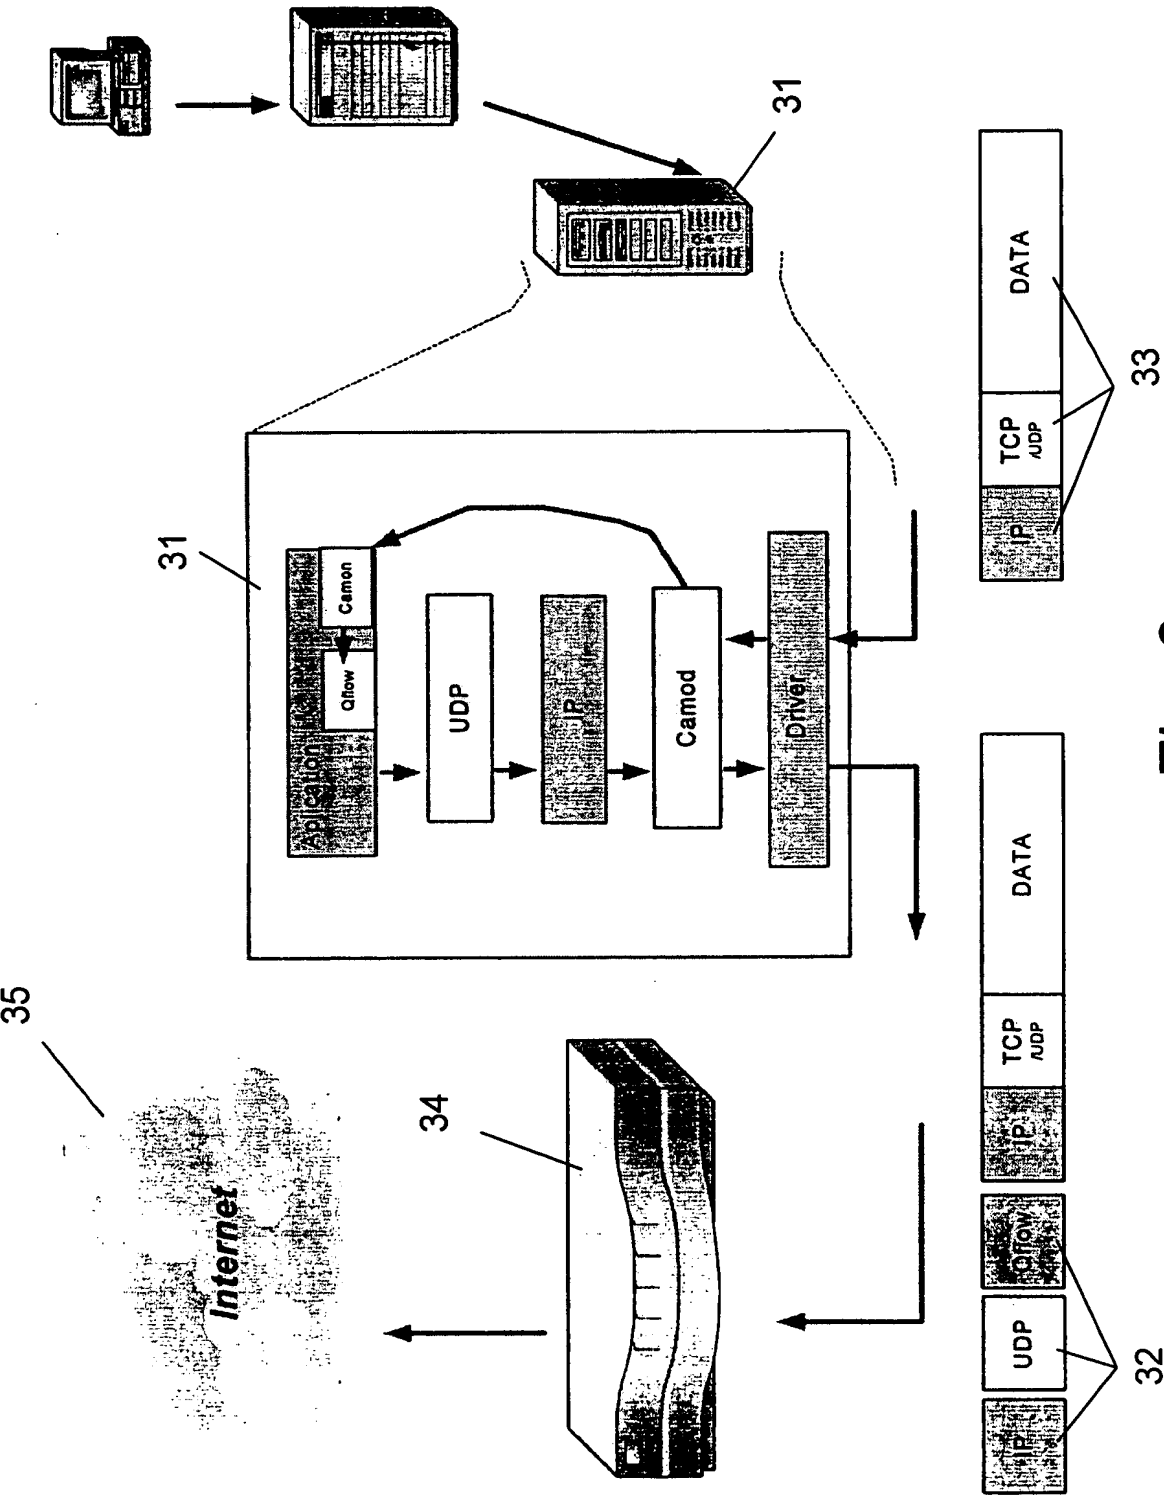 35
Internet
34
31
Aplication
Qflow
Camon
UDP
IP
Camod
Driver
31
IP
UDP
Qflow
IP
TCP
/UDP
DATA
32
IP
TCP
/UDP
DATA
33